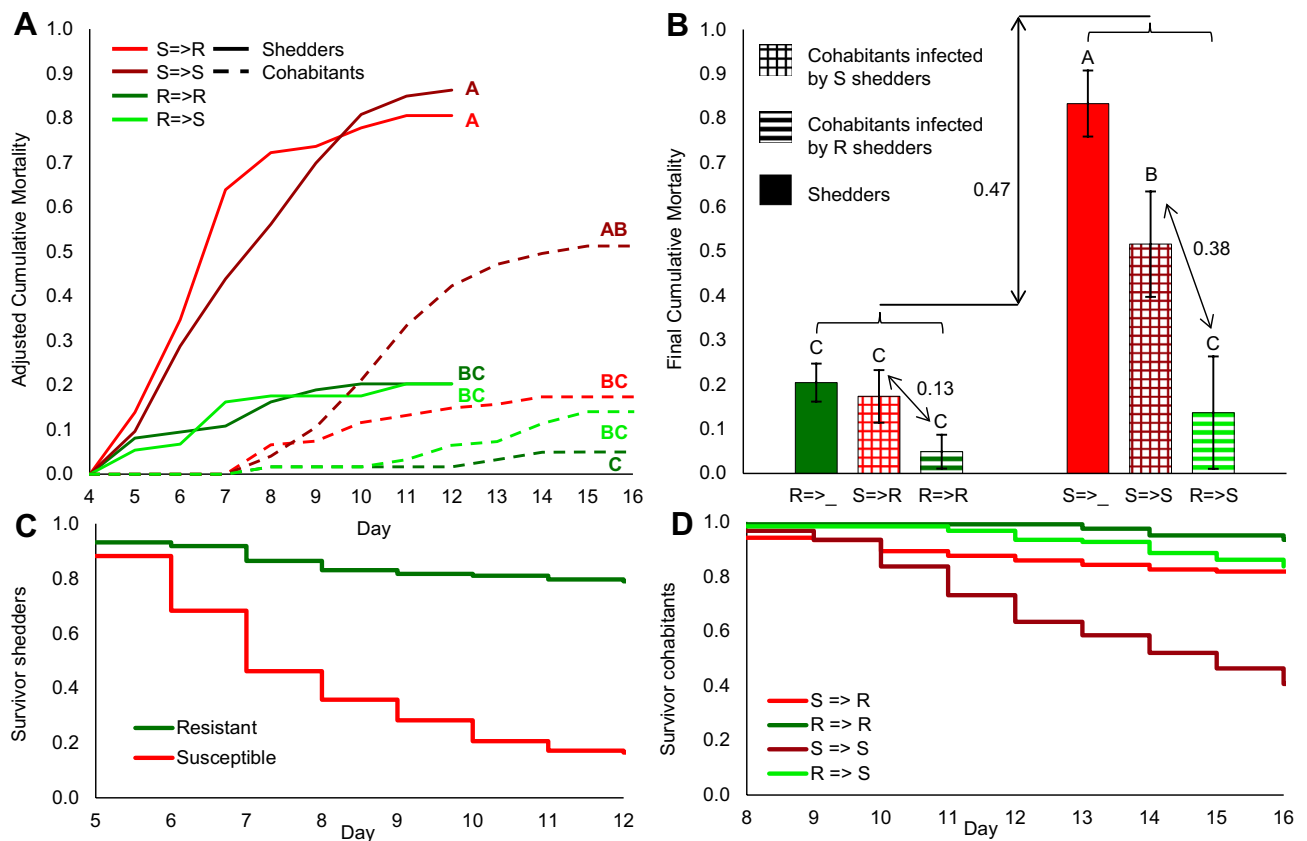 A
Adjusted Cumulative Mortality
1.0
0.9
0.8
0.7
0.6
0.5
0.4
0.3
0.2
0.1
0.0
S=>R
S=>S
R=>R
R=>S
Shedders
Cohabitants
A
A
AB
BC
BC
BC
BC
C
4 5 6 7 8 9 10 11 12 13 14 15 16
Day
B
Final Cumulative Mortality
1.0
0.9
0.8
0.7
0.6
0.5
0.4
0.3
0.2
0.1
0.0
Cohabitants infected
by S shedders
Cohabitants infected
by R shedders
Shedders
0.47
A
B
0.38
C
C
C
0.13
C
R=>_ S=>R R=>R S=>_ S=>S R=>S
C
Survivor shedders
1.0
0.8
0.6
0.4
0.2
0.0
Resistant
Susceptible
5 6 7 8 9 10 11 12
Day
D
Survivor cohabitants
1.0
0.8
0.6
0.4
0.2
0.0
S => R
R => R
S => S
R => S
8 9 10 11 12 13 14 15 16
Day